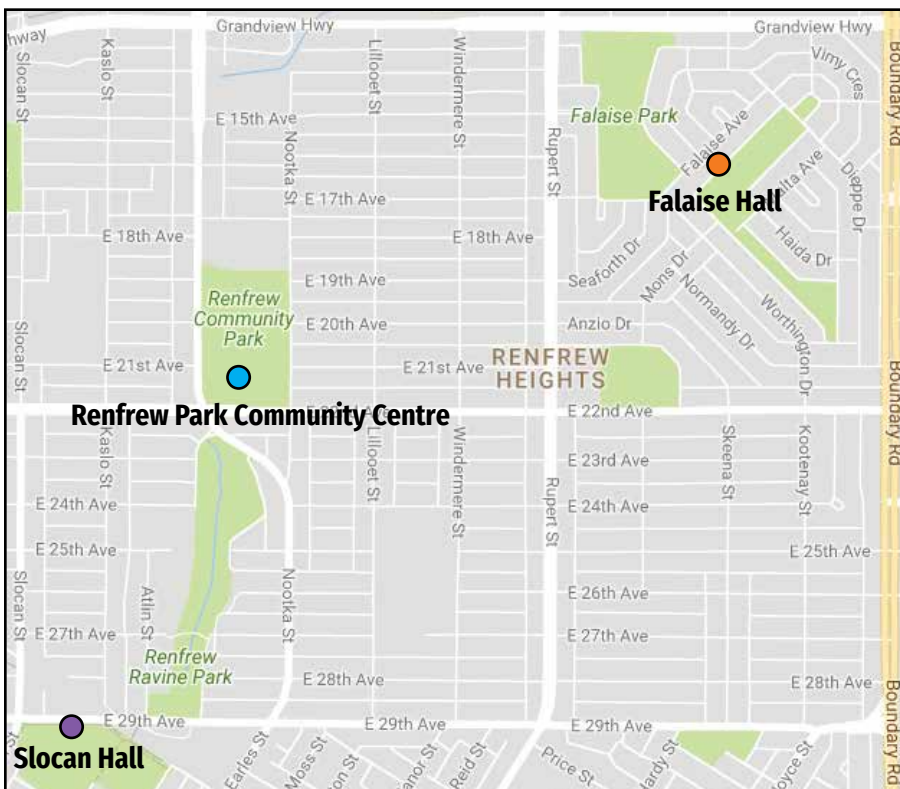 Grandview Hwy
Grandview Hwy
hway
Slocan St
Kaslo St
Lillooet St
Windermere St
Vimy Cres
Boundary Rd
E 15th Ave
Nootka St
Rupert St
Falaise Park
Falaise Ave
Falaise Hall
Dieppe Dr
E 17th Ave
E 18th Ave
E 18th Ave
Haida Dr
Seaforth Dr
Mons Dr
Normandy Dr
Worthington Dr
E 19th Ave
Renfrew
Community
Park
E 20th Ave
Anzio Dr
Slocan St
E 21st Ave
E 21st Ave
RENFREW
HEIGHTS
Boundary Rd
Renfrew Park Community Centre
E 22nd Ave
Kaslo St
Lillooet St
Windermere St
Rupert St
Skeena St
Kootenay St
E 23rd Ave
E 24th Ave
E 24th Ave
E 25th Ave
E 25th Ave
Slocan St
Atlin St
Nootka St
E 26th Ave
E 27th Ave
E 27th Ave
Renfrew
Ravine Park
E 28th Ave
E 28th Ave
Boundary Rd
E 29th Ave
E 29th Ave
E 29th Ave
Slocan Hall
Earles St
Moss St
Reid St
Price St